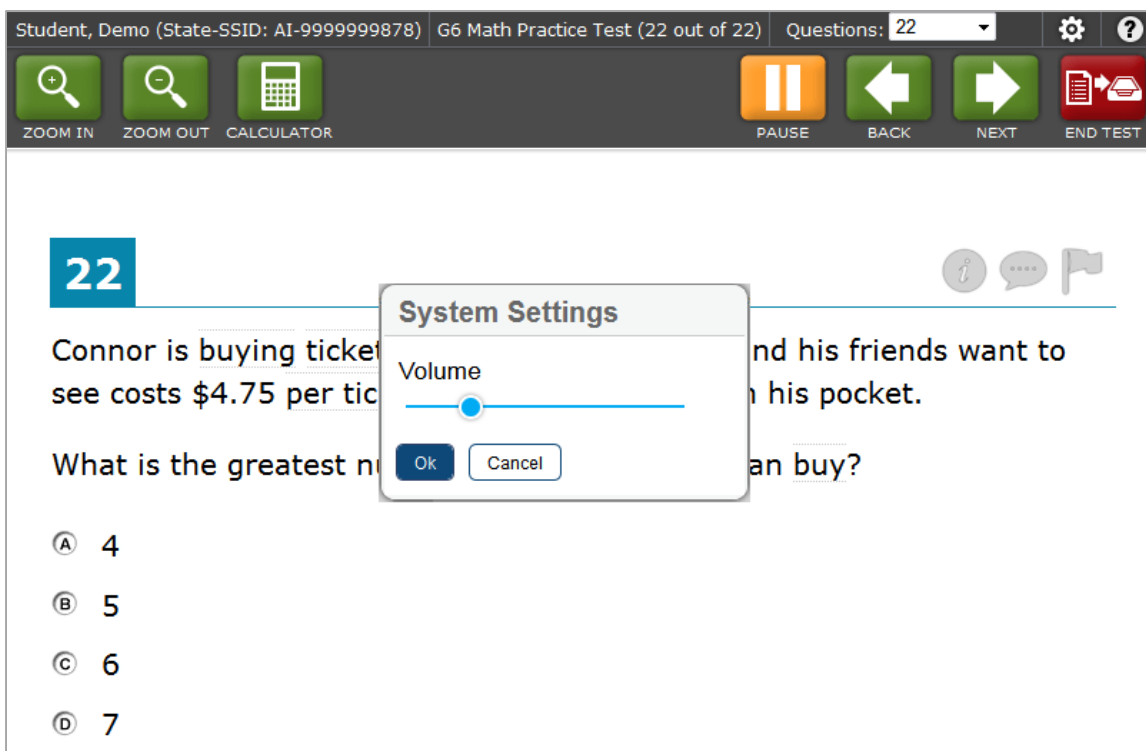 Student, Demo (State-SSID: AI-9999999878) G6 Math Practice Test (22 out of 22) Questions: 22
ZOOM IN ZOOM OUT CALCULATOR PAUSE BACK NEXT END TEST
22
System Settings
Volume
Ok Cancel
Connor is buying nd his friends want to
see costs $4.75 per his pocket.
What is the greatest an buy?
A 4
B 5
C 6
D 7